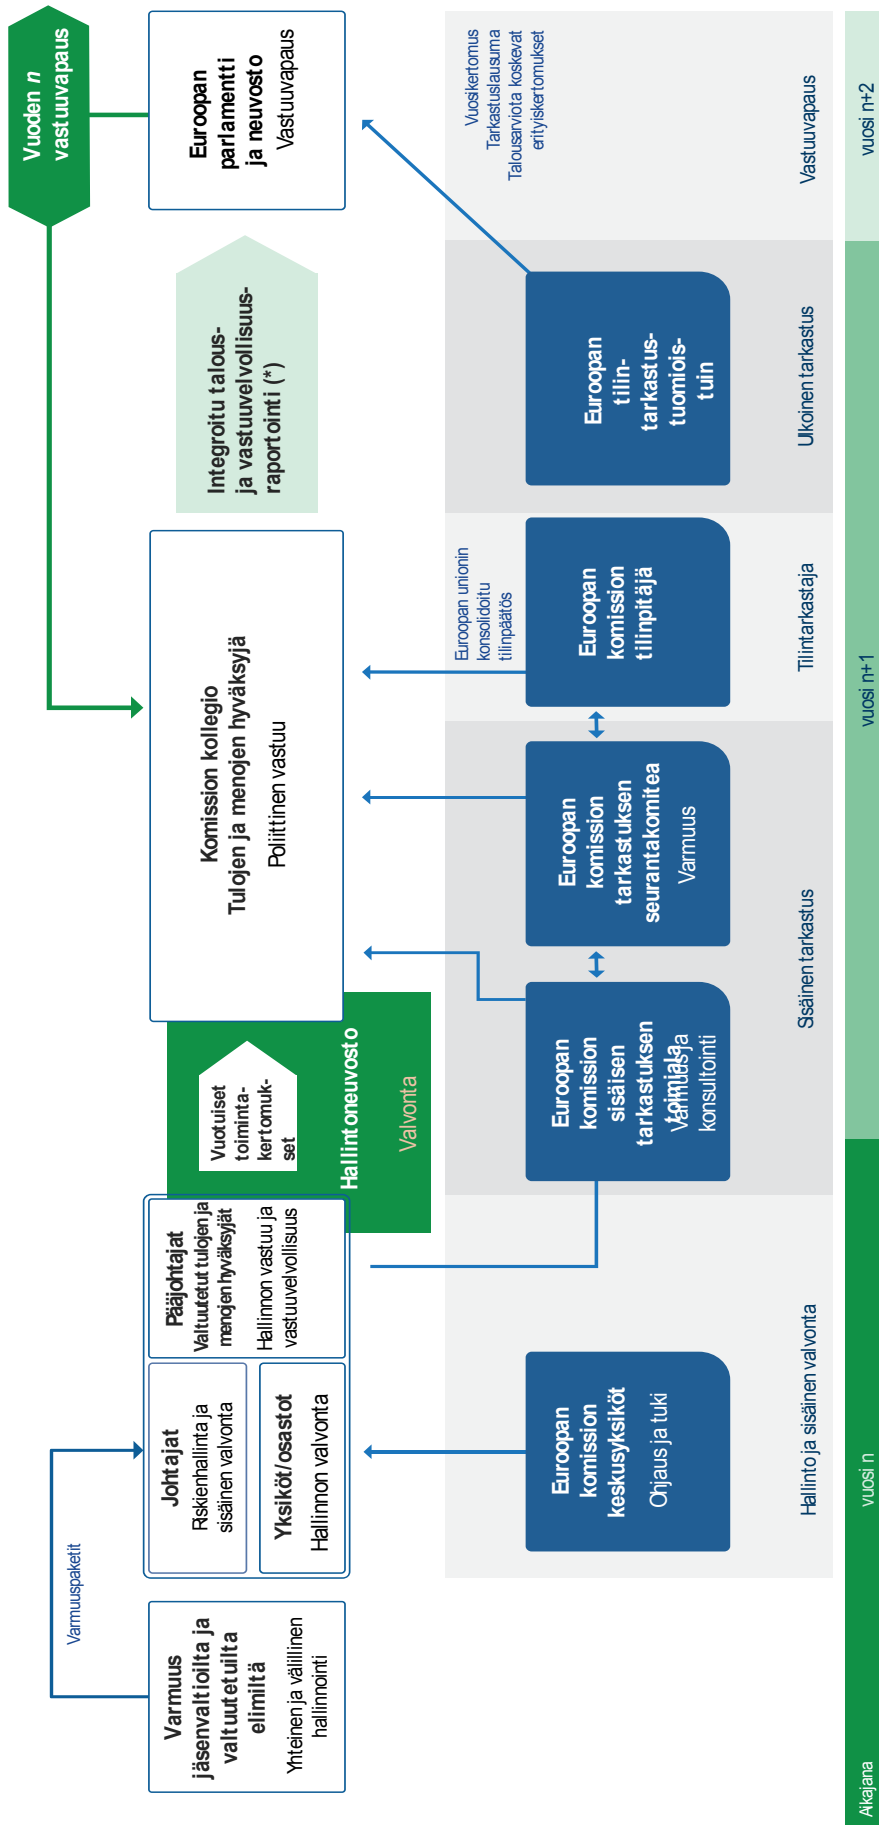 Varmuuspaketit
Varmuus
jäsenvaltioilta ja
valtuutetuilta
elimiltä
Yhteinen ja välillinen
hallinnointi
Johtajat
Riskienhallinta ja
sisäinen valvonta
Yksiköt/osastot
Hallinnon valvonta
Pääjohtajat
Valtuutetut tulojen ja
menojen hyväksyjät
Hallinnon vastuu ja
vastuuvelvollisuus
Vuotuiset
toiminta-
kertomuk-
set
Hallintoneuvosto
Valvonta
Komission kollegio
Tulojen ja menojen hyväksyjä
Poliittinen vastuu
Integroitu talous-
ja vastuuvelvollisuus-
raportointi (*)
Vuoden n
vastuuvapaus
Euroopan
parlamentti
ja neuvosto
Vastuuvapaus
Euroopan unionin
konsolidoitu
tilinpäätös
Vuosikertomus
Tarkastuslausuma
Talousarviota koskevat
erityiskertomukset
Euroopan
komission
keskusyksiköt
Ohjaus ja tuki
Euroopan
komission
sisäisen
tarkastuksen
toimiala
Varmuus ja
konsultointi
Euroopan
komission
tarkastuksen
seurantakomitea
Varmuus
Euroopan
komission
tilinpitäjä
Euroopan
tilin-
tarkastus-
tuomiois-
tuin
Hallinto ja sisäinen valvonta
Sisäinen tarkastus
Tilintarkastaja
Ulkoinen tarkastus
Vastuuvapaus
Aikajana
vuosi n
vuosi n+1
vuosi n+2